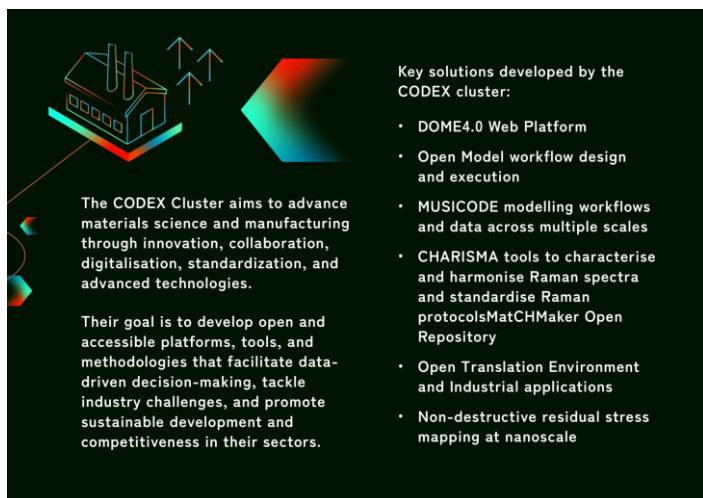 The CODEX Cluster aims to advance
materials science and manufacturing
through innovation, collaboration,
digitalisation, standardization, and
advanced technologies.
Their goal is to develop open and
accessible platforms, tools, and
methodologies that facilitate data-
driven decision-making, tackle
industry challenges, and promote
sustainable development and
competitiveness in their sectors.
Key solutions developed by the
CODEX cluster:
• DOME4.0 Web Platform
• Open Model workflow design
and execution
• MUSICODE modelling workflows
and data across multiple scales
• CHARISMA tools to characterise
and harmonise Raman spectra
and standardise Raman
protocolsMatCHMaker Open
Repository
• Open Translation Environment
and Industrial applications
• Non-destructive residual stress
mapping at nanoscale